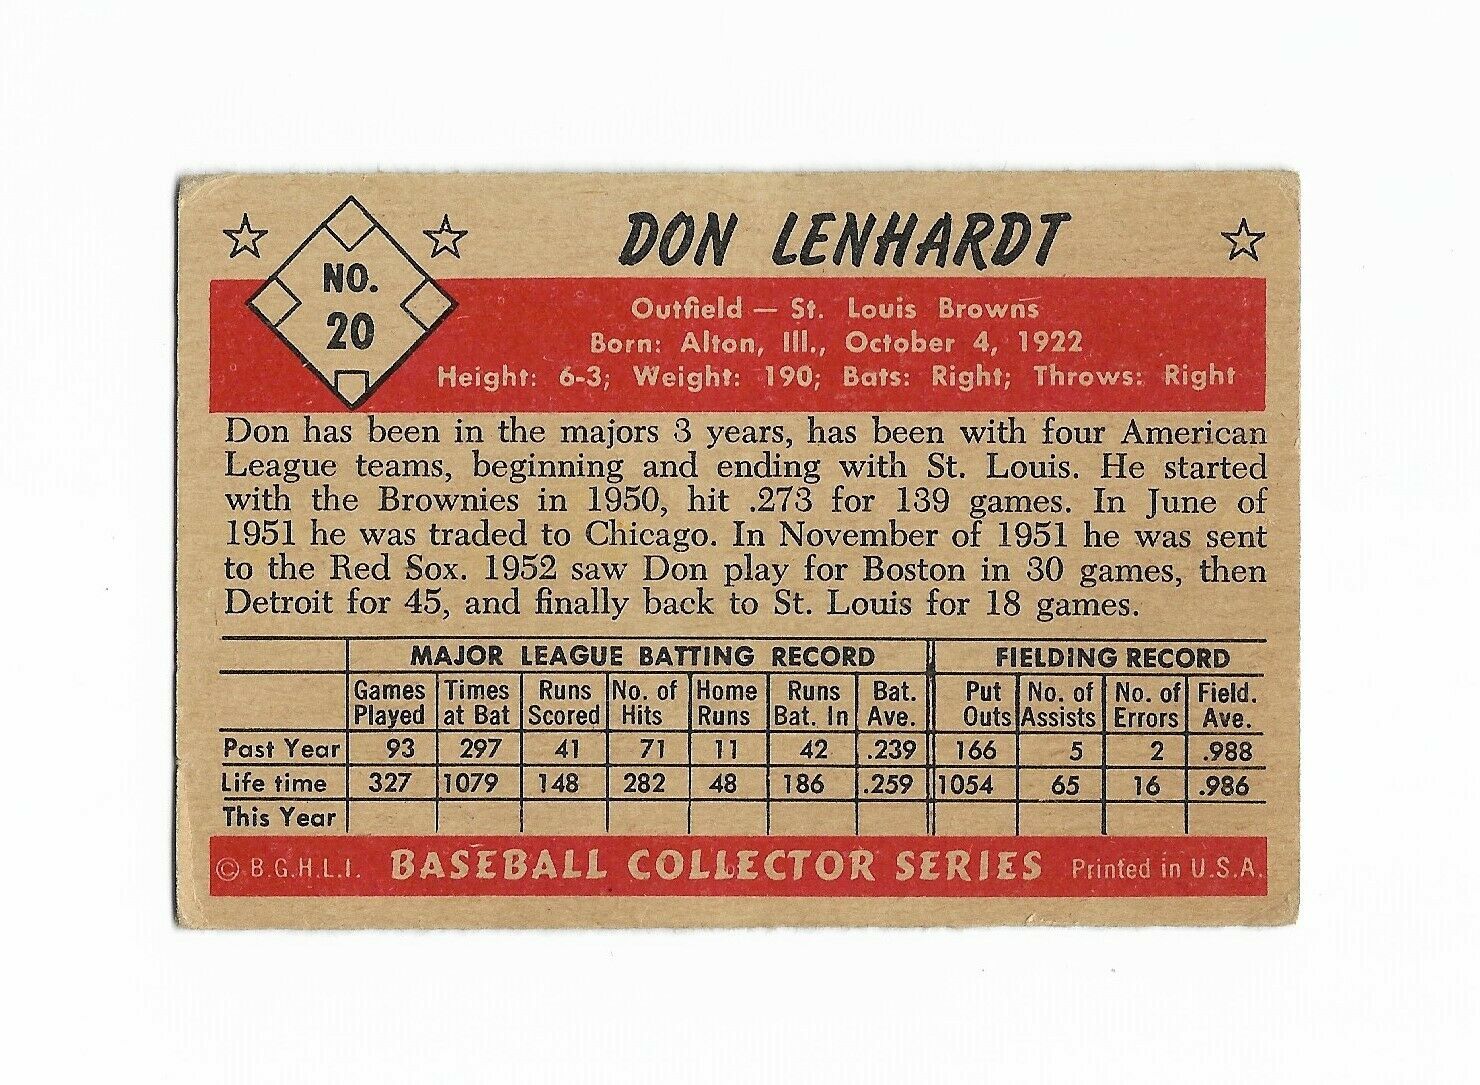 NO.
20
DON LENHARDT
Outfield — St. Louis Browns
Born: Alton, Ill., October 4, 1922
Height: 6-3; Weight: 190; Bats: Right; Throws: Right
Don has been in the majors 3 years, has been with four American
League teams, beginning and ending with St. Louis. He started
with the Brownies in 1950, hit .273 for 139 games. In June of
1951 he was traded to Chicago. In November of 1951 he was sent
to the Red Sox. 1952 saw Don play for Boston in 30 games, then
Detroit for 45, and finally back to St. Louis for 18 games.
MAJOR LEAGUE BATTING RECORD FIELDING RECORD
Games Times Runs No. of Home Runs Bat. Put No. of No. of Field.
Played at Bat Scored Hits Runs Bat. In Ave. Outs Assists Errors Ave.
Past Year 93 297 41 71 11 42 .239 166 5 2 .988
Life time 327 1079 148 282 48 186 .259 1054 65 16 .986
This Year
© B.G.H.L.I. BASEBALL COLLECTOR SERIES Printed in U.S.A.